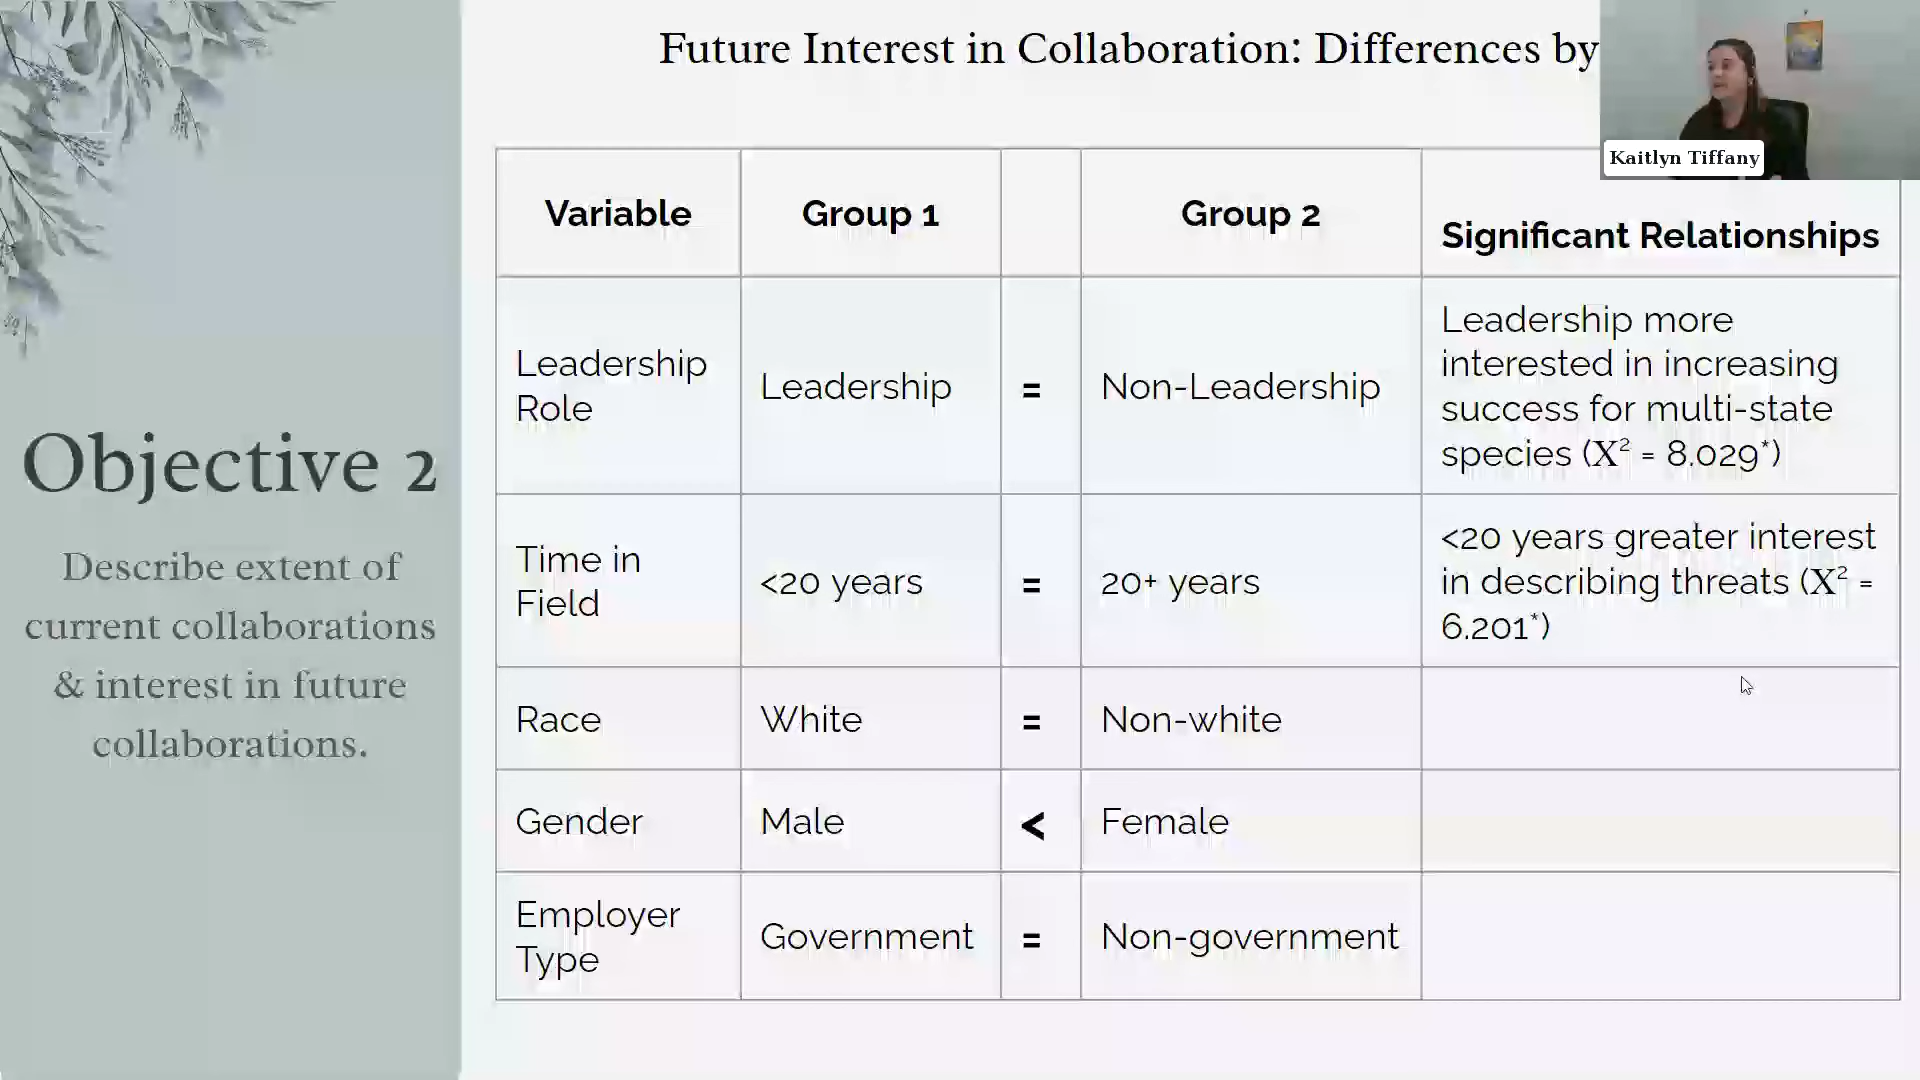 Future Interest in Collaboration: Differences by
Kaitlyn Tiffany
Objective 2
Describe extent of
current collaborations
& interest in future
collaborations.
Variable
Group 1
Group 2
Significant Relationships
Leadership
Role
Leadership
=
Non-Leadership
Leadership more
interested in increasing
success for multi-state
species (X² = 8.029*)
Time in
Field
<20 years
=
20+ years
<20 years greater interest
in describing threats (X² =
6.201*)
Race
White
=
Non-white
Gender
Male
<
Female
Employer
Type
Government
=
Non-government